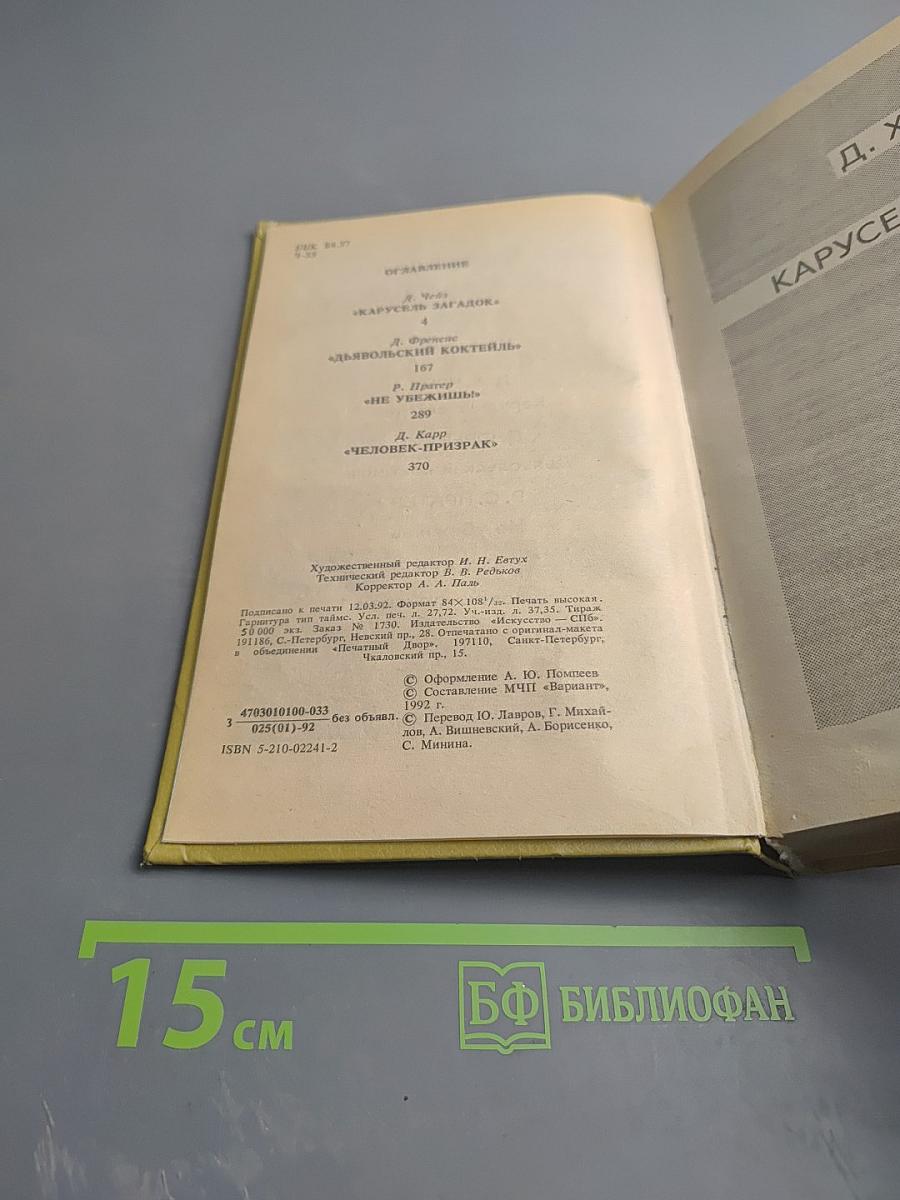 ББК 84.37
Ч-35
ОГЛАВЛЕНИЕ
Д. Чейз
«КАРУСЕЛЬ ЗАГАДОК»
4
Д. Френсис
«ДЬЯВОЛЬСКИЙ КОКТЕЙЛЬ»
167
Р. Пратер
«НЕ УБЕЖИШЬ!»
289
Д. Карр
«ЧЕЛОВЕК-ПРИЗРАК»
370
Художественный редактор И. Н. Евтух
Технический редактор В. В. Редьков
Корректор А. А. Паль
Подписано к печати 12.03.92. Формат 84×108¹/₃₂. Печать высокая.
Гарнитура тип таймс. Усл. печ. л. 27,72. Уч.-изд. л. 37,35. Тираж
50 000 экз. Заказ № 1730. Издательство «Искусство — СПб».
191186, С.-Петербург, Невский пр., 28. Отпечатано с оригинал-макета
в объединении «Печатный Двор». 197110, Санкт-Петербург,
Чкаловский пр., 15.
З 4703010100-033
025(01)-92 без объявл.
ISBN 5-210-02241-2
© Оформление А. Ю. Помпеев
© Составление МЧП «Вариант»,
1992 г.
© Перевод Ю. Лавров, Г. Михай-
лов, А. Вишневский, А. Борисенко,
С. Минина.
Д. Х
КАРУСЕ
15 см
БФ БИБЛИОФАН